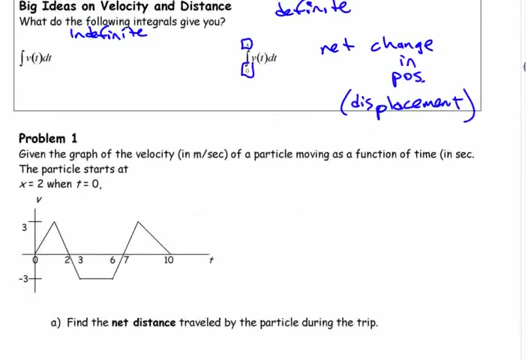 Big Ideas on Velocity and Distance
definite
What do the following integrals give you?
Indefinite
∫v(t)dt
∫v(t)dt
net change
in
pos.
(displacement)
Problem 1
Given the graph of the velocity (in m/sec) of a particle moving as a function of time (in sec.
The particle starts at
x = 2 when t = 0,
v
3
0 2 3 6 7 10 t
-3
a) Find the net distance traveled by the particle during the trip.